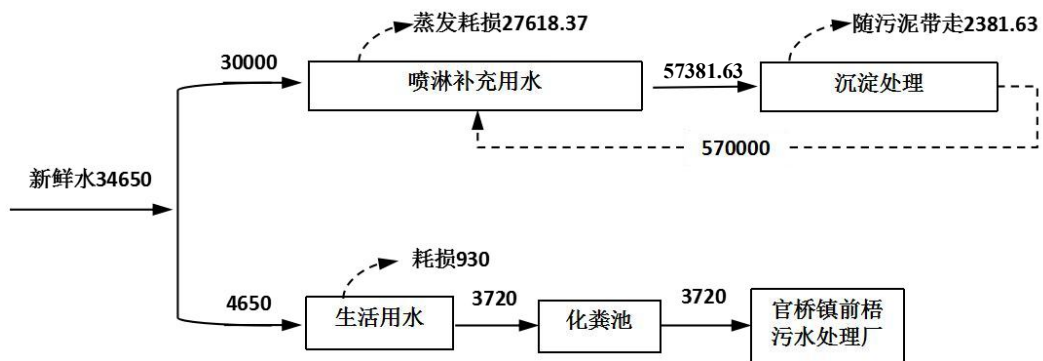 蒸发耗损27618.37
随污泥带走2381.63
30000
喷淋补充用水
57381.63
沉淀处理
570000
新鲜水34650
耗损930
4650
生活用水
3720
化粪池
3720
官桥镇前梧
污水处理厂